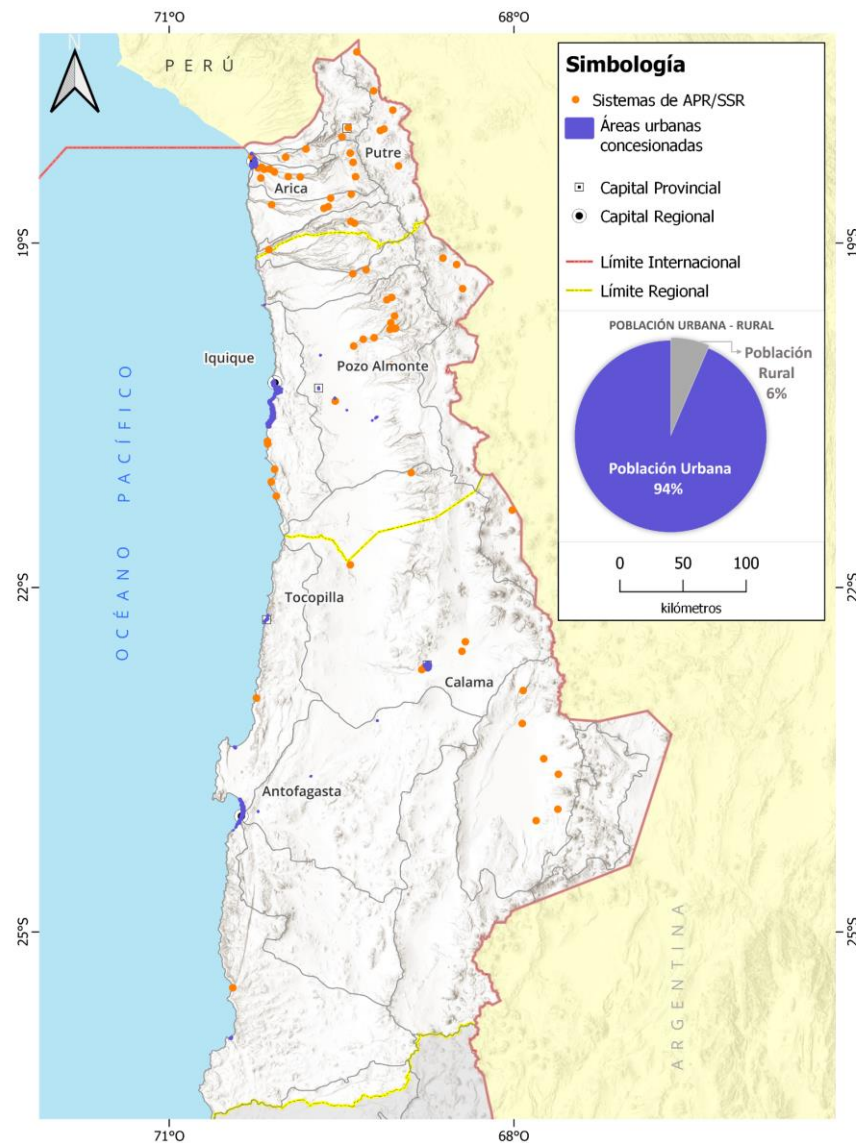 71°O
68°O
N
PERÚ
Putre
Arica
19°S
19°S
Iquique
Pozo Almonte
OCÉANO PACÍFICO
22°S
22°S
Tocopilla
Calama
Antofagasta
25°S
25°S
ARGENTINA
71°O
68°O
Simbología
Sistemas de APR/SSR
Áreas urbanas
concesionadas
Capital Provincial
Capital Regional
Límite Internacional
Límite Regional
POBLACIÓN URBANA - RURAL
Población
Rural
6%
Población Urbana
94%
0 50 100
kilómetros